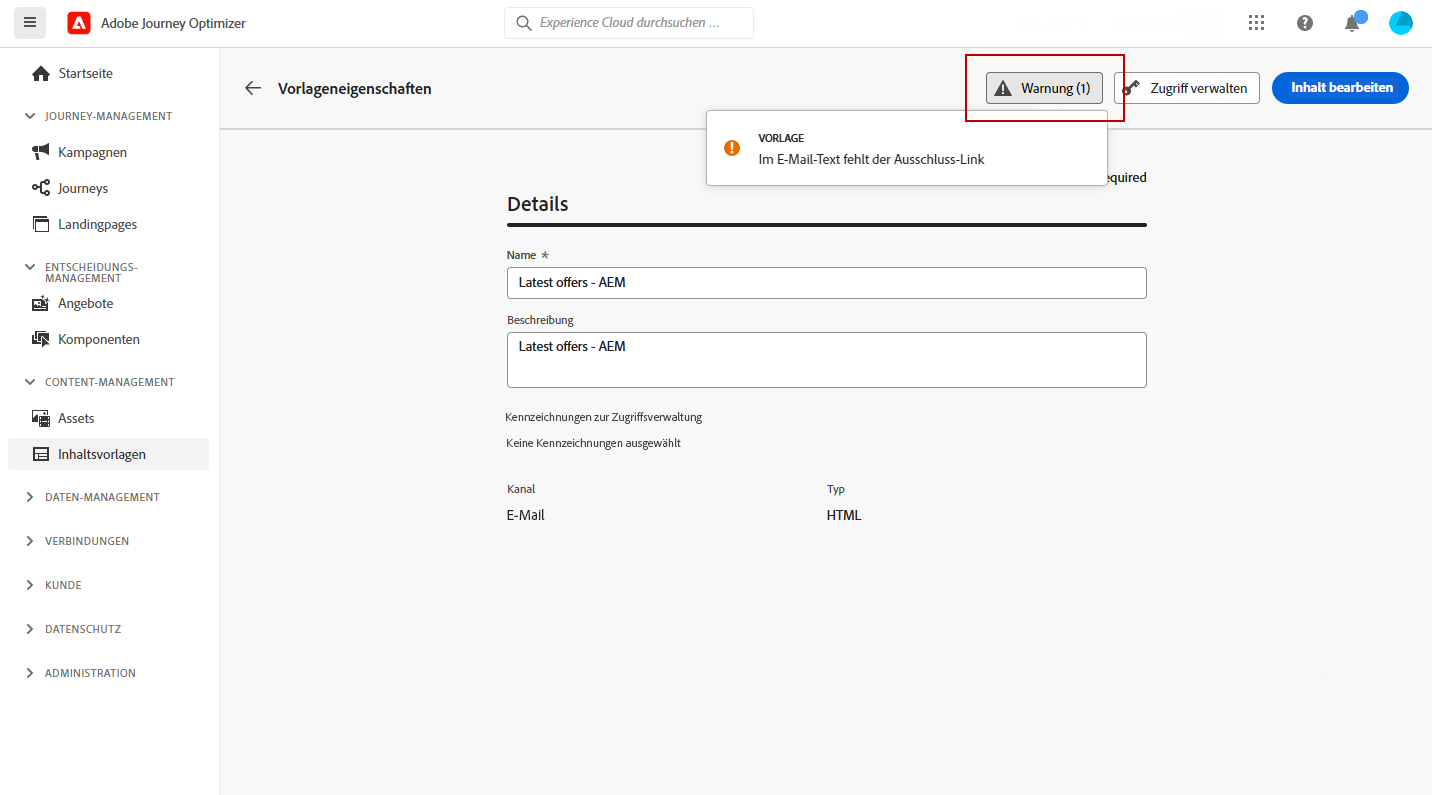 Adobe Journey Optimizer
Experience Cloud durchsuchen ...
Startseite
JOURNEY-MANAGEMENT
Kampagnen
Journeys
Landingpages
ENTSCHEIDUNGS-
MANAGEMENT
Angebote
Komponenten
CONTENT-MANAGEMENT
Assets
Inhaltsvorlagen
DATEN-MANAGEMENT
VERBINDUNGEN
KUNDE
DATENSCHUTZ
ADMINISTRATION
Vorlageneigenschaften
Warnung (1)
Zugriff verwalten
Inhalt bearbeiten
VORLAGE
Im E-Mail-Text fehlt der Ausschluss-Link
equired
Details
Name *
Latest offers - AEM
Beschreibung
Latest offers - AEM
Kennzeichnungen zur Zugriffsverwaltung
Keine Kennzeichnungen ausgewählt
Kanal
Typ
E-Mail
HTML